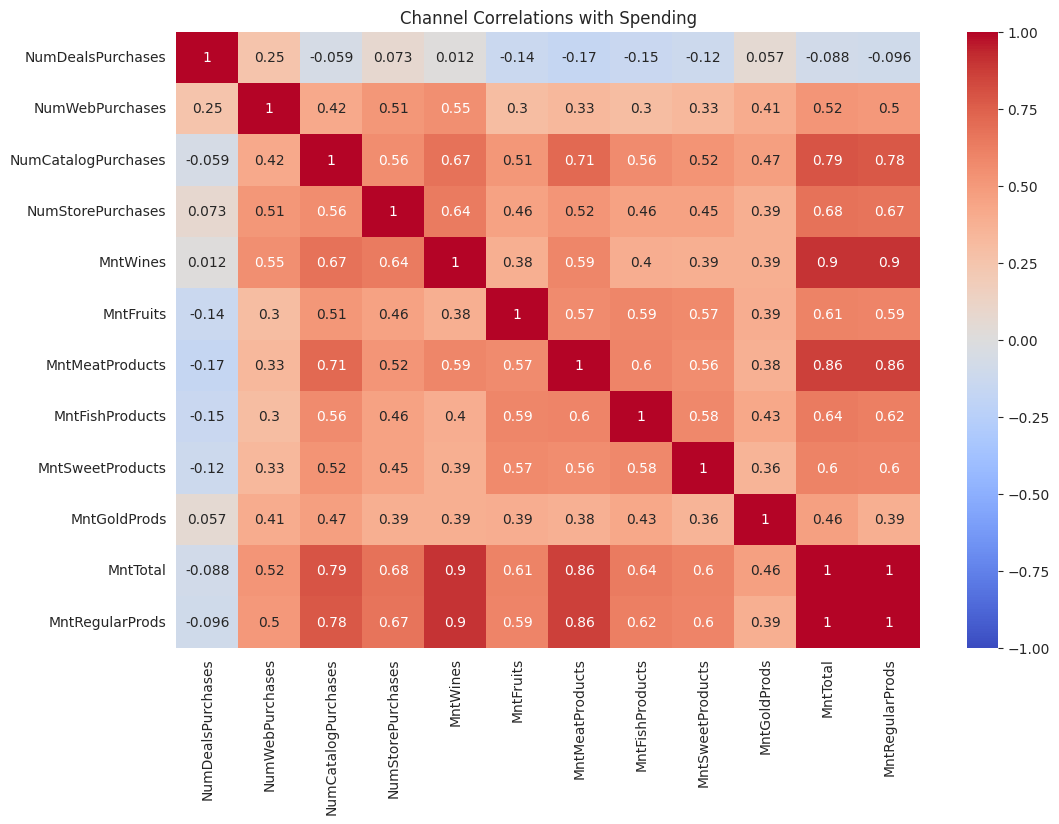 Channel Correlations with Spending
NumDealsPurchases 1 0.25 -0.059 0.073 0.012 -0.14 -0.17 -0.15 -0.12 0.057 -0.088 -0.096
NumWebPurchases 0.25 1 0.42 0.51 0.55 0.3 0.33 0.3 0.33 0.41 0.52 0.5
NumCatalogPurchases -0.059 0.42 1 0.56 0.67 0.51 0.71 0.56 0.52 0.47 0.79 0.78
NumStorePurchases 0.073 0.51 0.56 1 0.64 0.46 0.52 0.46 0.45 0.39 0.68 0.67
MntWines 0.012 0.55 0.67 0.64 1 0.38 0.59 0.4 0.39 0.39 0.9 0.9
MntFruits -0.14 0.3 0.51 0.46 0.38 1 0.57 0.59 0.57 0.39 0.61 0.59
MntMeatProducts -0.17 0.33 0.71 0.52 0.59 0.57 1 0.6 0.56 0.38 0.86 0.86
MntFishProducts -0.15 0.3 0.56 0.46 0.4 0.59 0.6 1 0.58 0.43 0.64 0.62
MntSweetProducts -0.12 0.33 0.52 0.45 0.39 0.57 0.56 0.58 1 0.36 0.6 0.6
MntGoldProds 0.057 0.41 0.47 0.39 0.39 0.39 0.38 0.43 0.36 1 0.46 0.39
MntTotal -0.088 0.52 0.79 0.68 0.9 0.61 0.86 0.64 0.6 0.46 1 1
MntRegularProds -0.096 0.5 0.78 0.67 0.9 0.59 0.86 0.62 0.6 0.39 1 1
NumDealsPurchases
NumWebPurchases
NumCatalogPurchases
NumStorePurchases
MntWines
MntFruits
MntMeatProducts
MntFishProducts
MntSweetProducts
MntGoldProds
MntTotal
MntRegularProds
1.00
0.75
0.50
0.25
0.00
−0.25
−0.50
−0.75
−1.00